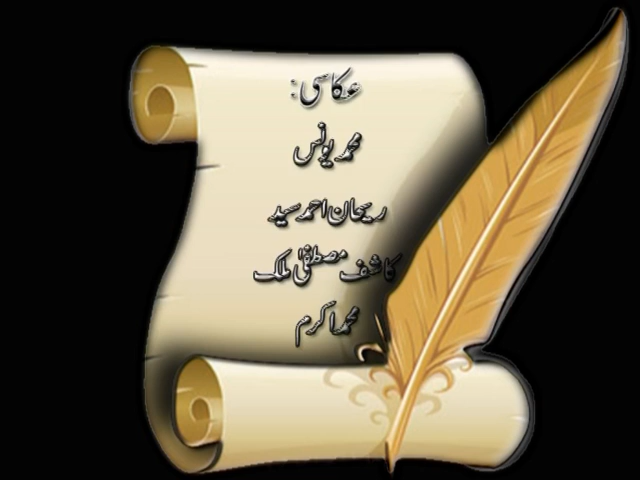 عکاسی:
محمد یونس
ریحان احمد سید
کاشف مصطفیٰ ملک
محمد اکرم